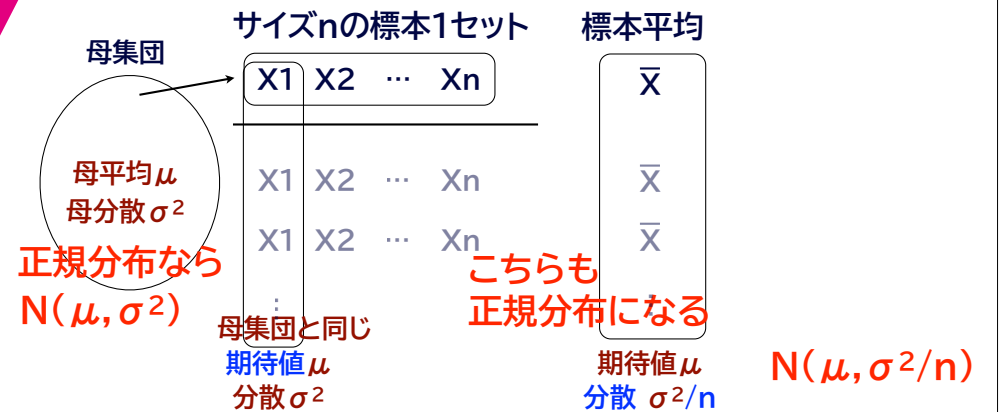 サイズnの標本1セット
標本平均
母集団
X1 X2 … Xn
X̅
母平均μ
母分散σ²
X1 X2 … Xn
X̅
X1 X2 … Xn
X̅
正規分布なら
N(μ,σ²)
こちらも
正規分布になる
⋮
⋮
母集団と同じ
期待値μ
分散σ²
期待値μ
分散 σ²/n
N(μ,σ²/n)